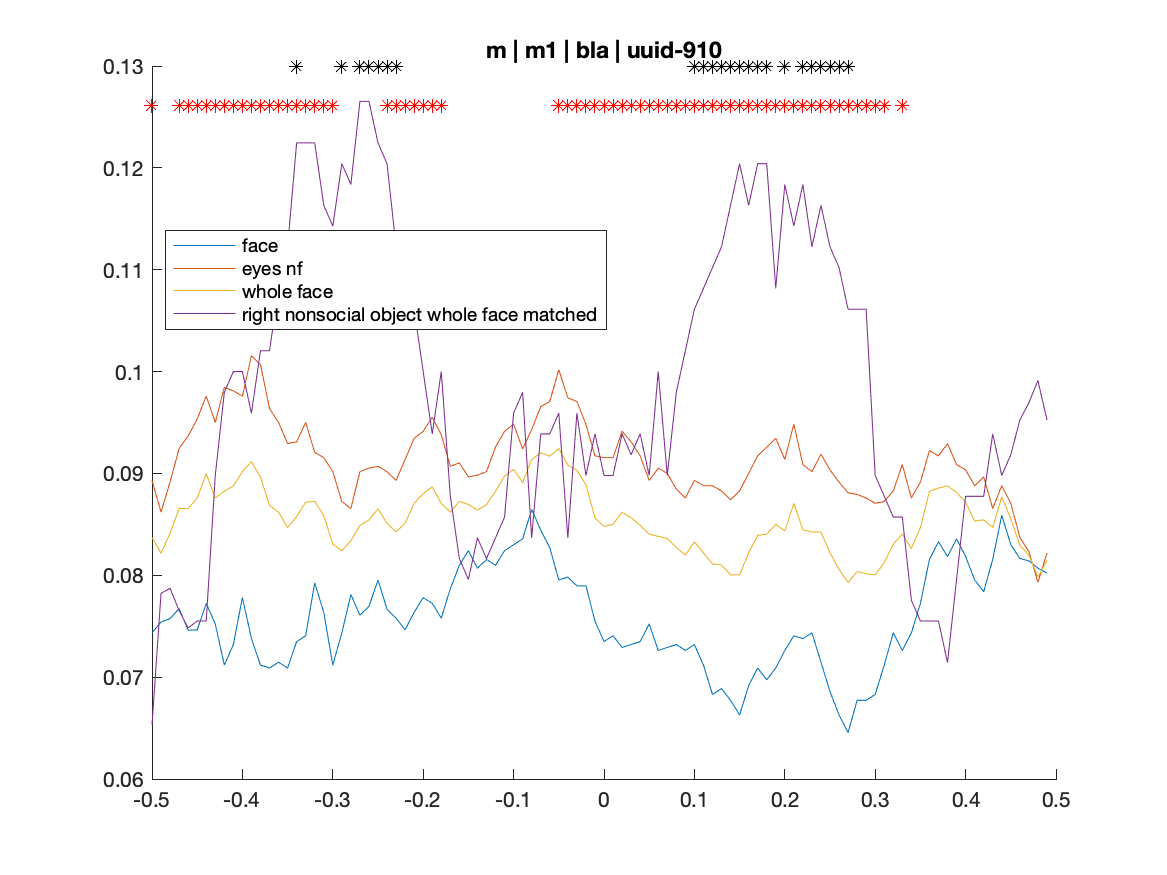 m | m1 | bla | uuid-910
0.13
0.12
0.11
0.1
0.09
0.08
0.07
0.06
face
eyes nf
whole face
right nonsocial object whole face matched
-0.5 -0.4 -0.3 -0.2 -0.1 0 0.1 0.2 0.3 0.4 0.5